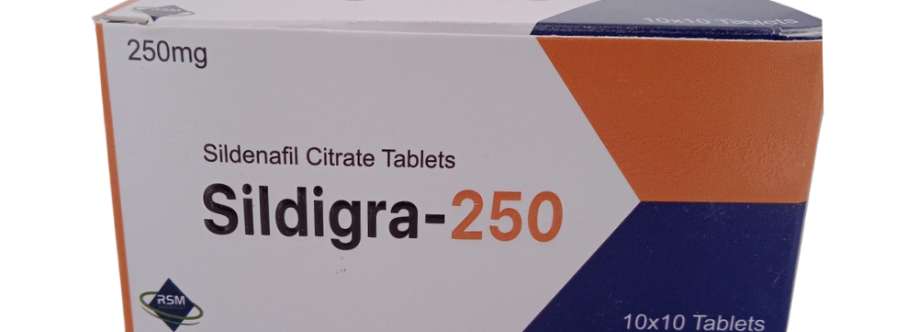 10x10 Tablets
250mg
Sildenafil Citrate Tablets
Sildigra-250
RSM
10x10 Tablets